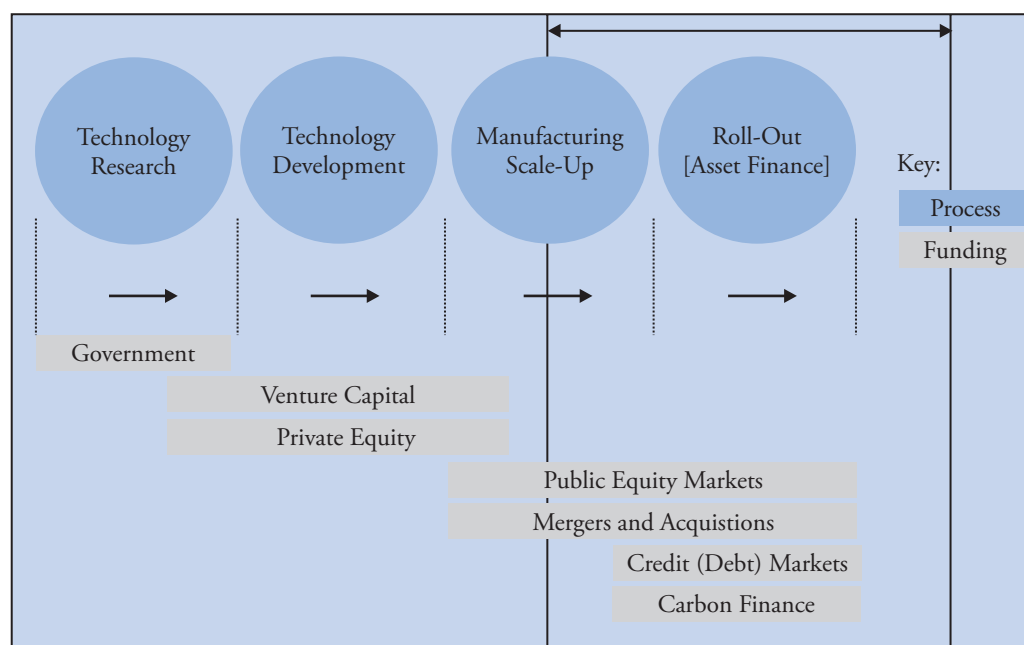 Technology
Research
Technology
Development
Manufacturing
Scale-Up
Roll-Out
[Asset Finance]
Key:
Process
Funding
Government
Venture Capital
Private Equity
Public Equity Markets
Mergers and Acquistions
Credit (Debt) Markets
Carbon Finance